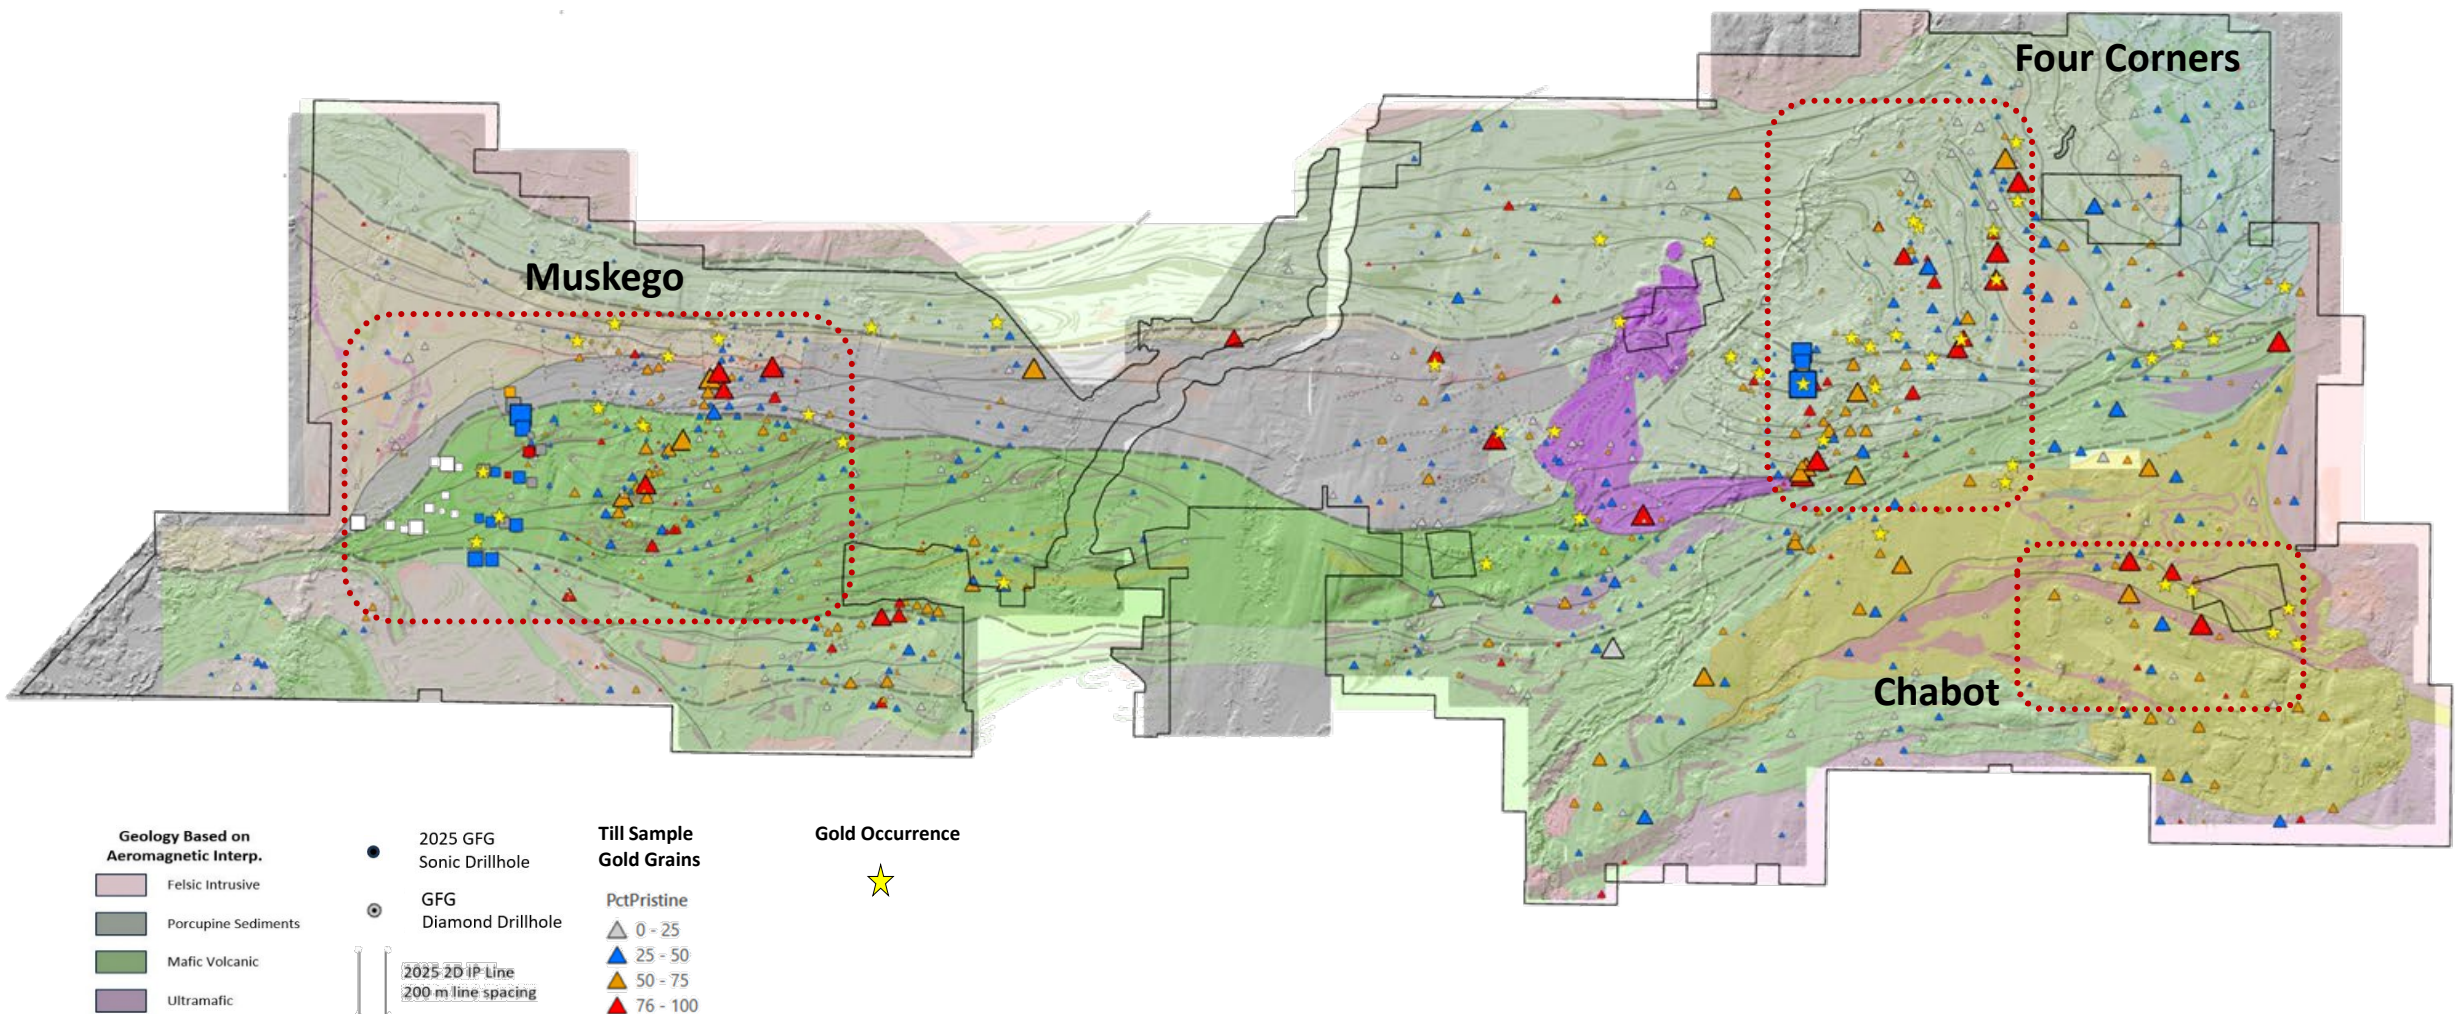 Four Corners
Muskego
Chabot
Geology Based on
Aeromagnetic Interp.
Felsic Intrusive
Porcupine Sediments
Mafic Volcanic
Ultramafic
2025 GFG
Sonic Drillhole
GFG
Diamond Drillhole
2025 2D IP Line
200 m line spacing
Till Sample
Gold Grains
PctPristine
0 - 25
25 - 50
50 - 75
76 - 100
Gold Occurrence